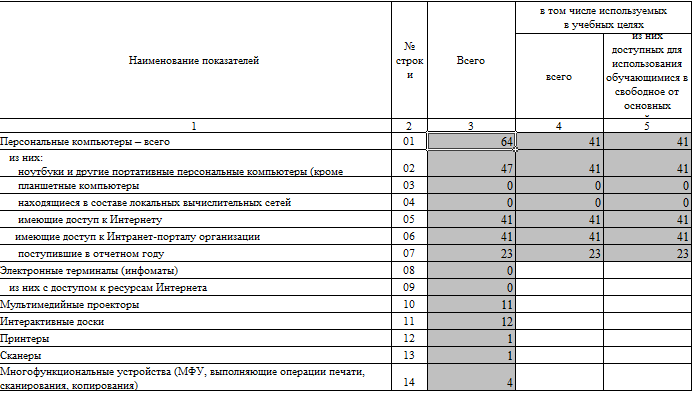 Наименование показателей
№
строк
и
Всего
в том числе используемых
в учебных целях
всего
из них
доступных для
использования
обучающимися в
свободное от
основных
1 2 3 4 5
Персональные компьютеры – всего 01 64 41 41
из них:
ноутбуки и другие портативные персональные компьютеры (кроме 02 47 41 41
планшетные компьютеры 03 0 0 0
находящиеся в составе локальных вычислительных сетей 04 0 0 0
имеющие доступ к Интернету 05 41 41 41
имеющие доступ к Интранет-порталу организации 06 41 41 41
поступившие в отчетном году 07 23 23 23
Электронные терминалы (инфоматы) 08 0
из них с доступом к ресурсам Интернета 09 0
Мультимедийные проекторы 10 11
Интерактивные доски 11 12
Принтеры 12 1
Сканеры 13 1
Многофункциональные устройства (МФУ, выполняющие операции печати,
сканирования, копирования) 14 4